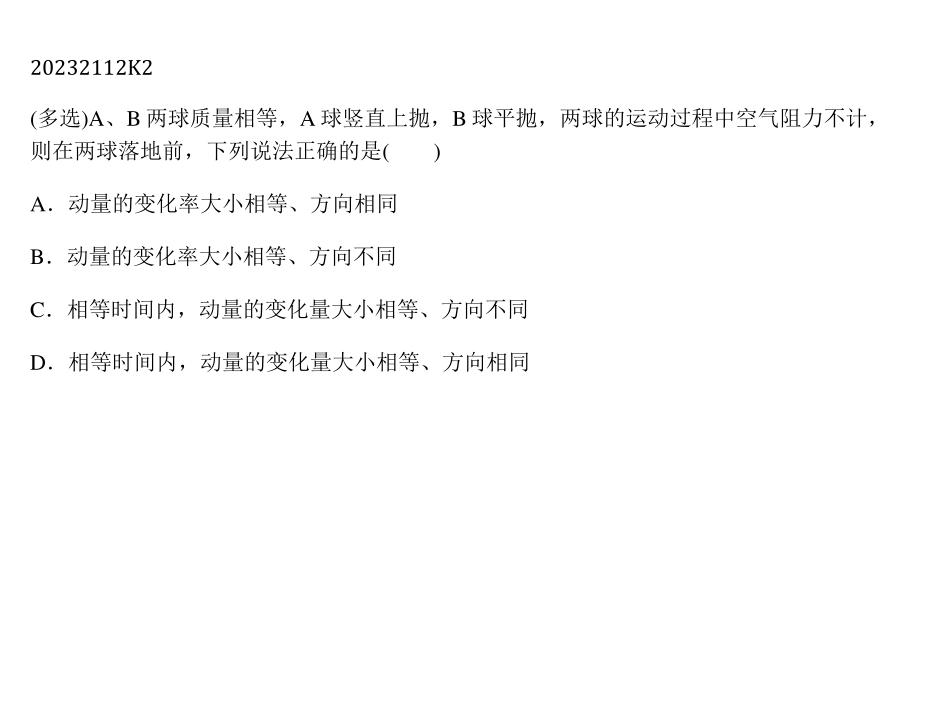 20232112K2
(多选)A、B 两球质量相等，A 球竖直上抛，B 球平抛，两球的运动过程中空气阻力不计，
则在两球落地前，下列说法正确的是(　　)
A．动量的变化率大小相等、方向相同
B．动量的变化率大小相等、方向不同
C．相等时间内，动量的变化量大小相等、方向不同
D．相等时间内，动量的变化量大小相等、方向相同